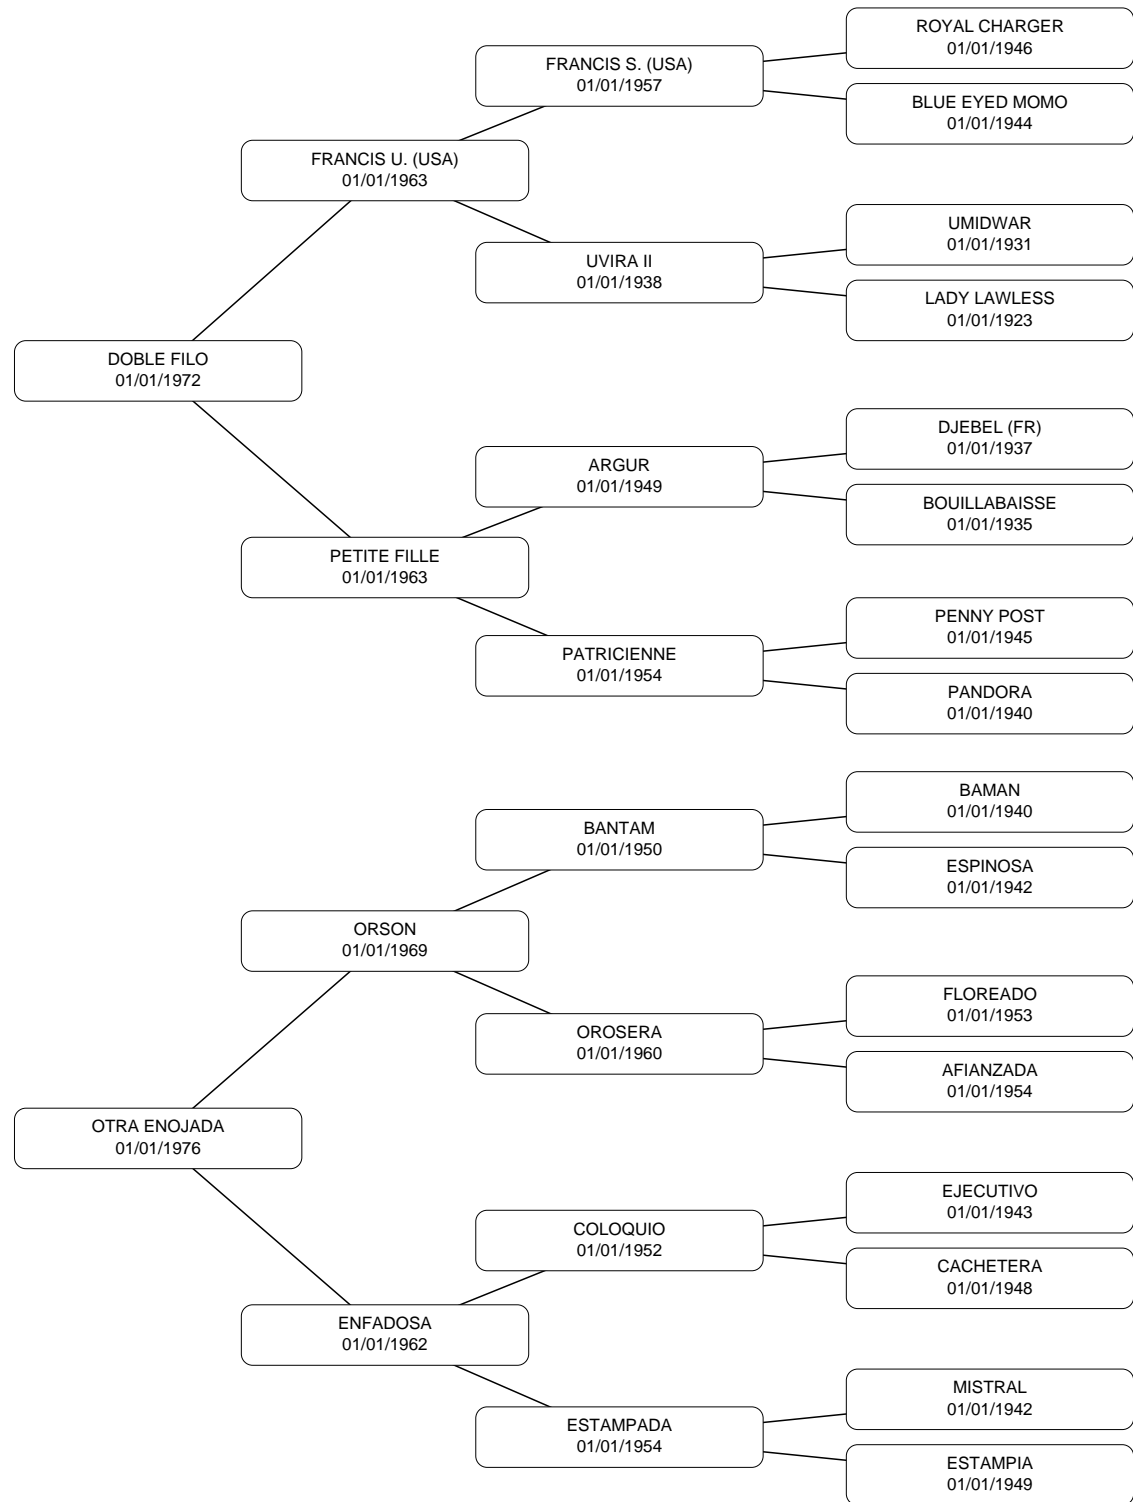 ROYAL CHARGER
01/01/1946
FRANCIS S. (USA)
01/01/1957
BLUE EYED MOMO
01/01/1944
FRANCIS U. (USA)
01/01/1963
UMIDWAR
01/01/1931
UVIRA II
01/01/1938
LADY LAWLESS
01/01/1923
DOBLE FILO
01/01/1972
DJEBEL (FR)
01/01/1937
ARGUR
01/01/1949
BOUILLABAISSE
01/01/1935
PETITE FILLE
01/01/1963
PENNY POST
01/01/1945
PATRICIENNE
01/01/1954
PANDORA
01/01/1940
BAMAN
01/01/1940
BANTAM
01/01/1950
ESPINOSA
01/01/1942
ORSON
01/01/1969
FLOREADO
01/01/1953
OROSERA
01/01/1960
AFIANZADA
01/01/1954
OTRA ENOJADA
01/01/1976
EJECUTIVO
01/01/1943
COLOQUIO
01/01/1952
CACHETERA
01/01/1948
ENFADOSA
01/01/1962
MISTRAL
01/01/1942
ESTAMPADA
01/01/1954
ESTAMPIA
01/01/1949